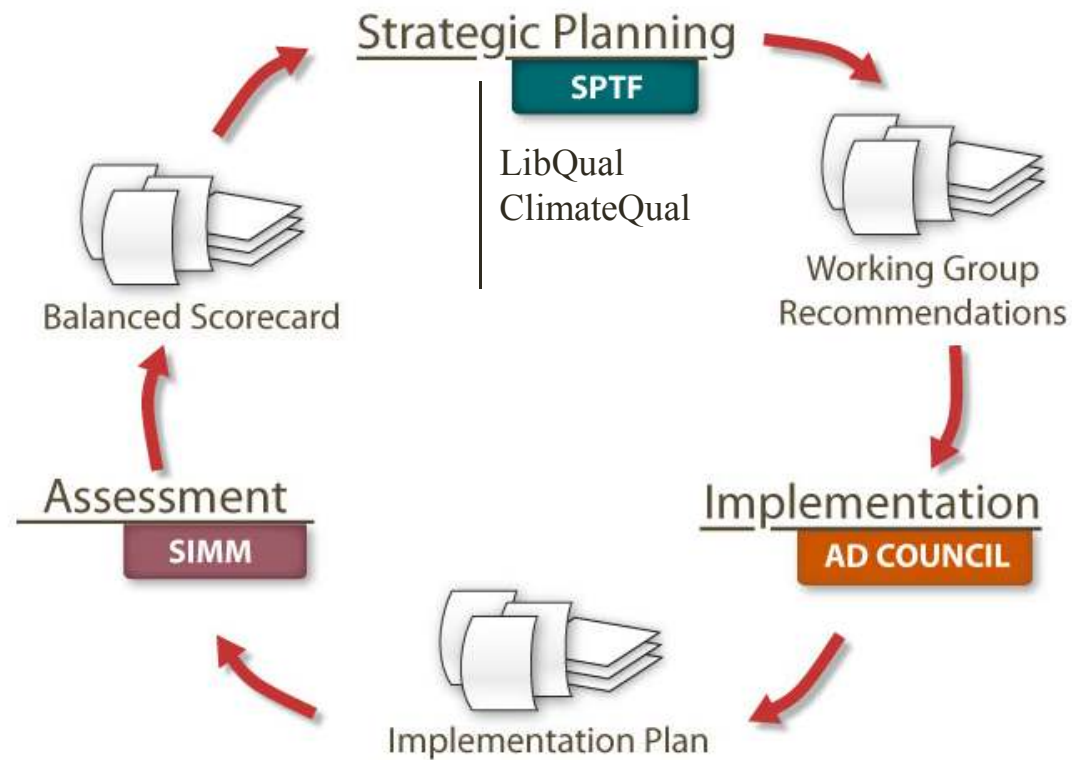 Strategic Planning
SPTF
LibQual
ClimateQual
Working Group
Recommendations
Implementation
AD COUNCIL
Implementation Plan
Assessment
SIMM
Balanced Scorecard